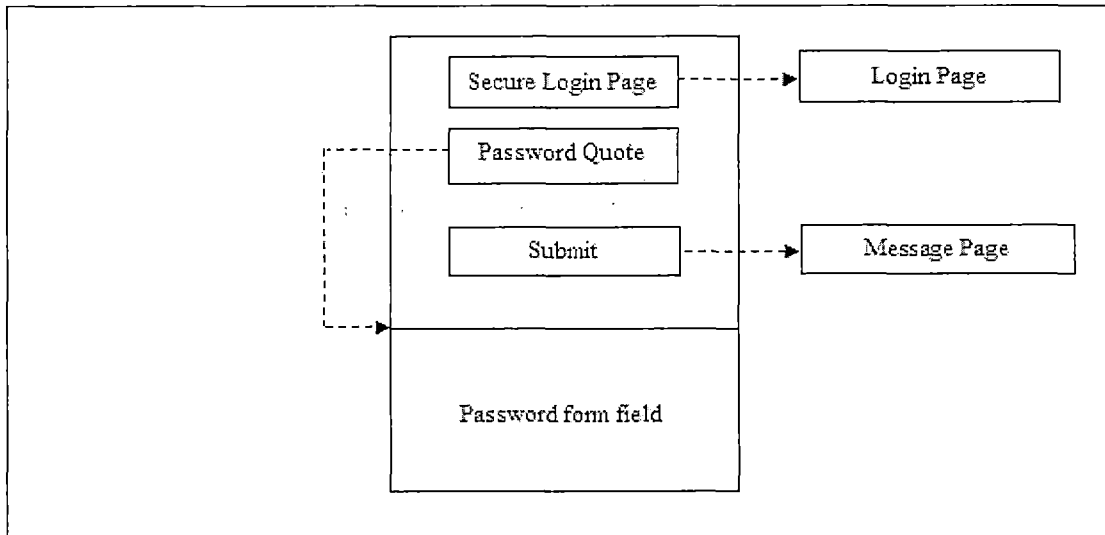 Secure Login Page
Login Page
Password Quote
Submit
Message Page
Password form field